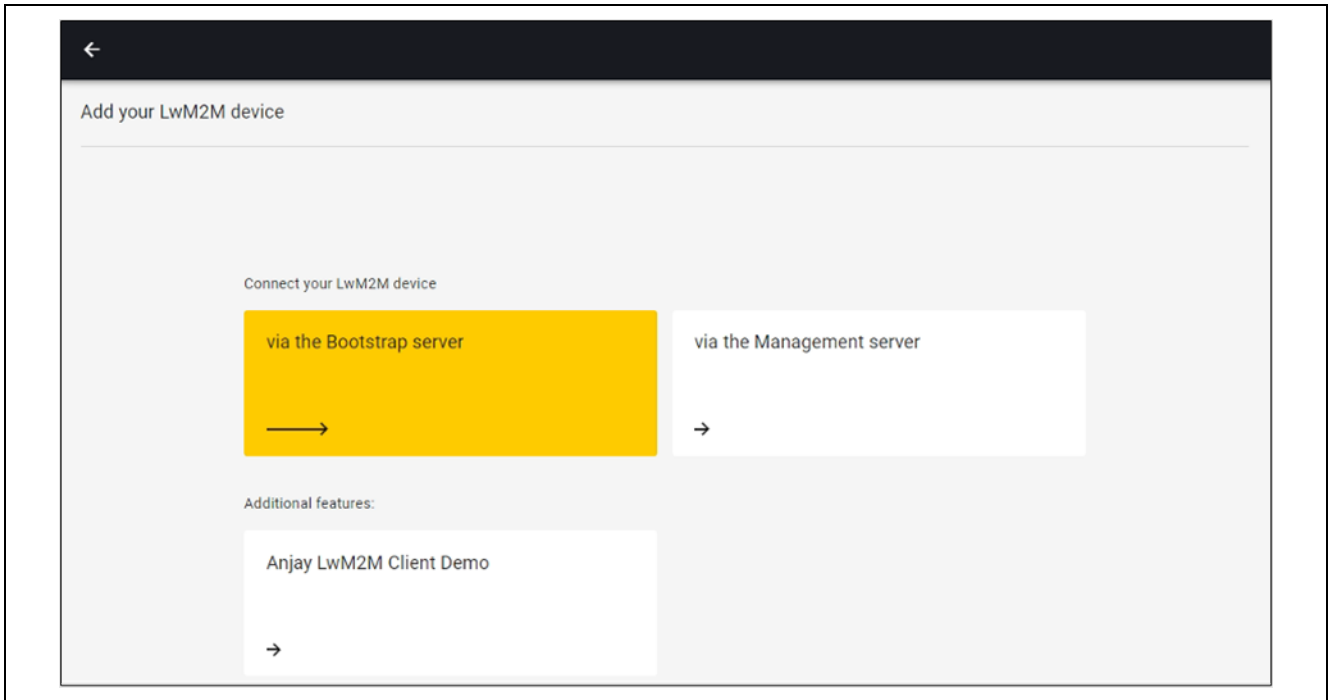 Add your LwM2M device
Connect your LwM2M device
via the Bootstrap server
via the Management server
Additional features:
Anjay LwM2M Client Demo